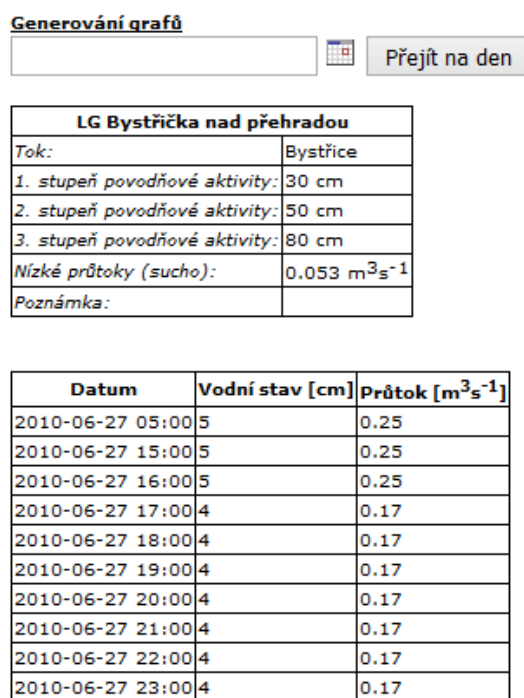 Generování grafů
Přejít na den
LG Bystřička nad přehradou
Tok: Bystřice
1. stupeň povodňové aktivity: 30 cm
2. stupeň povodňové aktivity: 50 cm
3. stupeň povodňové aktivity: 80 cm
Nízké průtoky (sucho): 0.053 m³s⁻¹
Poznámka:
Datum Vodní stav [cm] Průtok [m³s⁻¹]
2010-06-27 05:00 5 0.25
2010-06-27 15:00 5 0.25
2010-06-27 16:00 5 0.25
2010-06-27 17:00 4 0.17
2010-06-27 18:00 4 0.17
2010-06-27 19:00 4 0.17
2010-06-27 20:00 4 0.17
2010-06-27 21:00 4 0.17
2010-06-27 22:00 4 0.17
2010-06-27 23:00 4 0.17